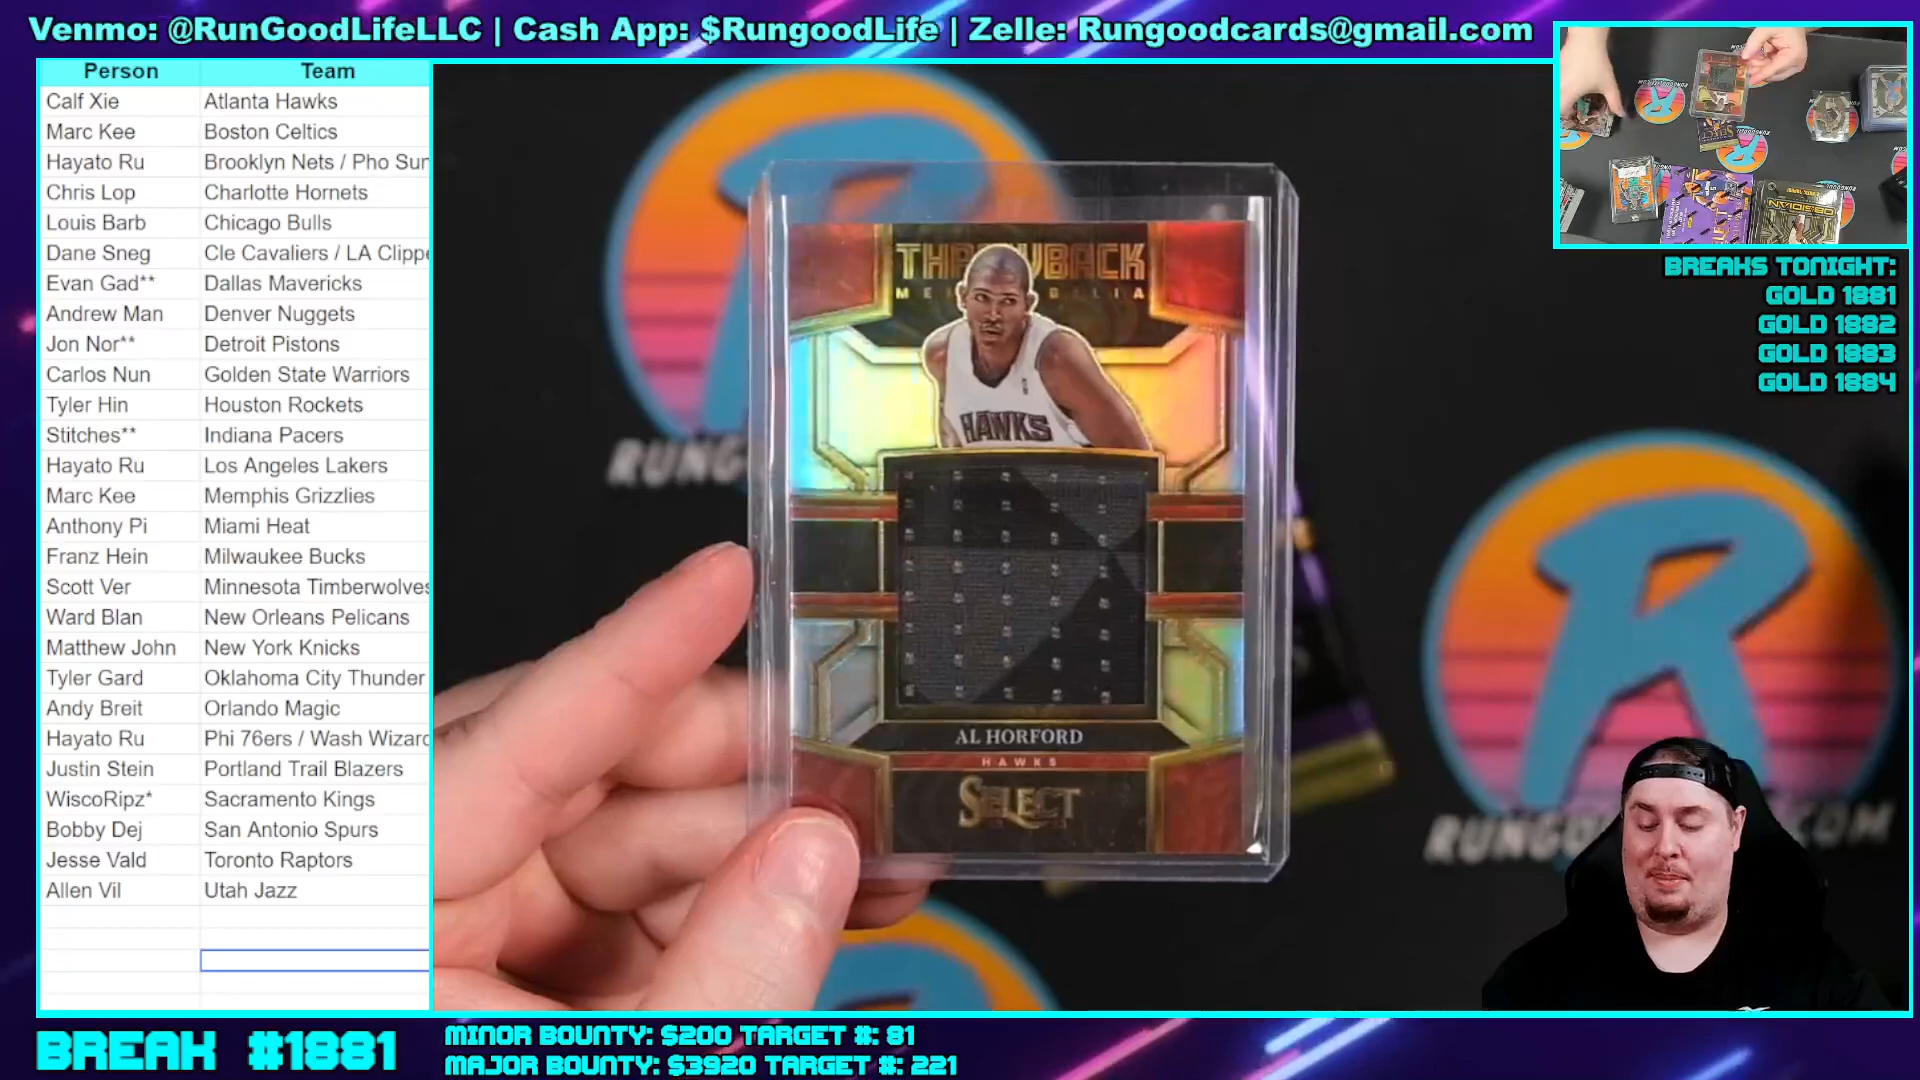 Venmo: @RunGoodLifeLLC | Cash App: $RungoodLife | Zelle: Rungoodcards@gmail.com
Person Team
Calf Xie Atlanta Hawks
Marc Kee Boston Celtics
Hayato Ru Brooklyn Nets / Pho Sun
Chris Lop Charlotte Hornets
Louis Barb Chicago Bulls
Dane Sneg Cle Cavaliers / LA Clippe
Evan Gad** Dallas Mavericks
Andrew Man Denver Nuggets
Jon Nor** Detroit Pistons
Carlos Nun Golden State Warriors
Tyler Hin Houston Rockets
Stitches** Indiana Pacers
Hayato Ru Los Angeles Lakers
Marc Kee Memphis Grizzlies
Anthony Pi Miami Heat
Franz Hein Milwaukee Bucks
Scott Ver Minnesota Timberwolves
Ward Blan New Orleans Pelicans
Matthew John New York Knicks
Tyler Gard Oklahoma City Thunder
Andy Breit Orlando Magic
Hayato Ru Phi 76ers / Wash Wizard
Justin Stein Portland Trail Blazers
WiscoRipz* Sacramento Kings
Bobby Dej San Antonio Spurs
Jesse Vald Toronto Raptors
Allen Vil Utah Jazz
HAWKS
AL HORFORD
HAWKS
SELECT
R
RUNG
R
RUNGO
COM
SELECT
OBSIDIAN
BREAKS TONIGHT:
GOLD 1881
GOLD 1882
GOLD 1883
GOLD 1884
BREAK #1881
MINOR BOUNTY: $200 TARGET #: 81
MAJOR BOUNTY: $3920 TARGET #: 221